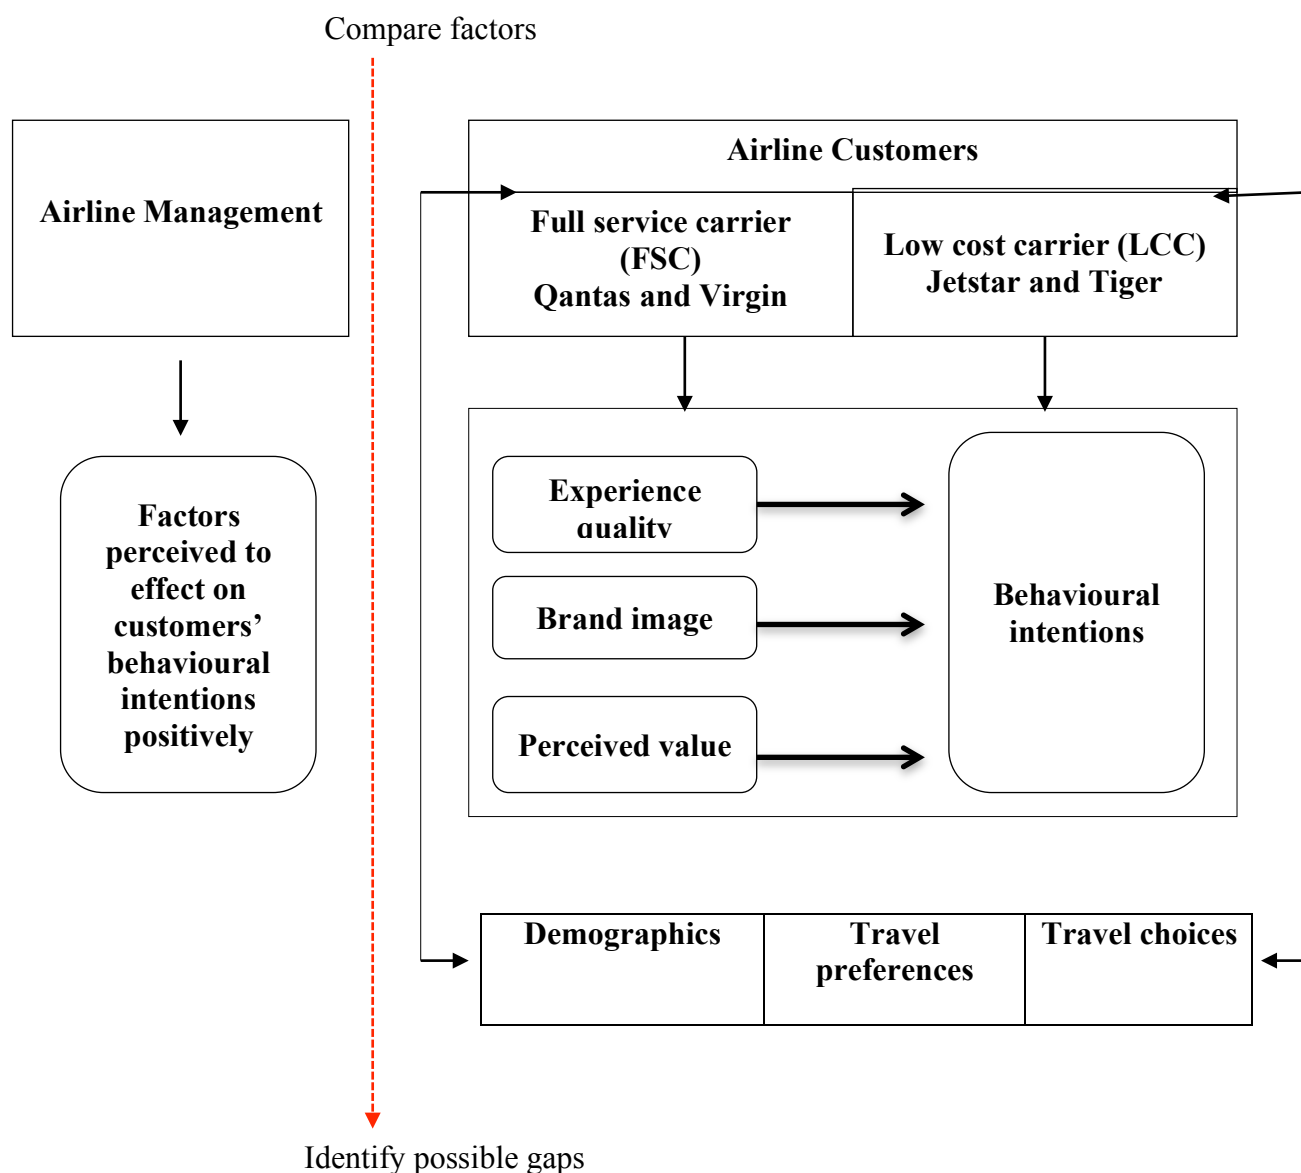 Compare factors
Airline Management
Airline Customers
Full service carrier
(FSC)
Qantas and Virgin
Low cost carrier (LCC)
Jetstar and Tiger
Factors
perceived to
effect on
customers’
behavioural
intentions
positively
Experience
quality
Brand image
Perceived value
Behavioural
intentions
Demographics
Travel
preferences
Travel choices
Identify possible gaps